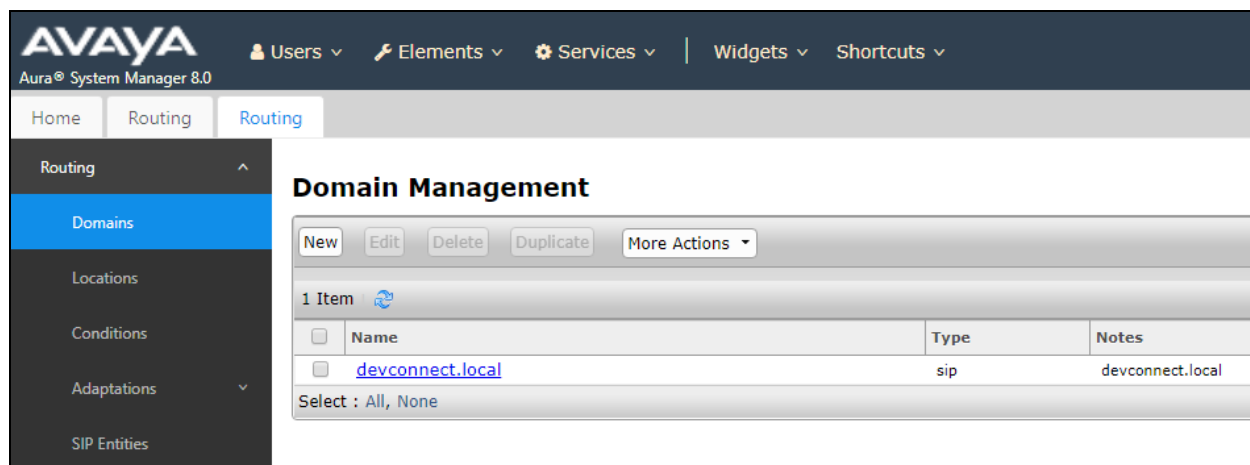 AVAYA
Aura® System Manager 8.0
Users Elements Services Widgets Shortcuts
Home Routing Routing
Routing
Domains
Locations
Conditions
Adaptations
SIP Entities
Domain Management
New Edit Delete Duplicate More Actions
1 Item
Name Type Notes
devconnect.local sip devconnect.local
Select : All, None